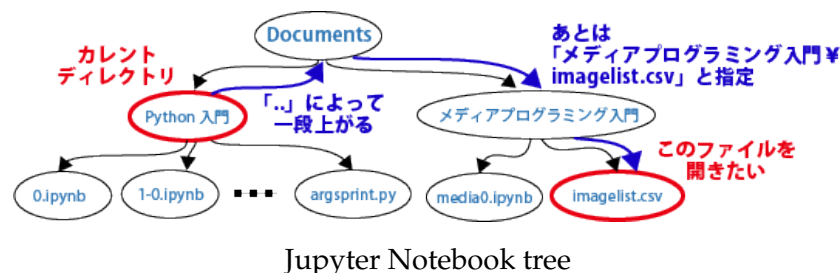 Documents
カレント
ディレクトリ
あとは
「メディアプログラミング入門¥
imagelist.csv」と指定
「..」によって
一段上がる
Python 入門
メディアプログラミング入門
このファイルを
開きたい
0.ipynb
1-0.ipynb
argsprint.py
media0.ipynb
imagelist.csv
Jupyter Notebook tree